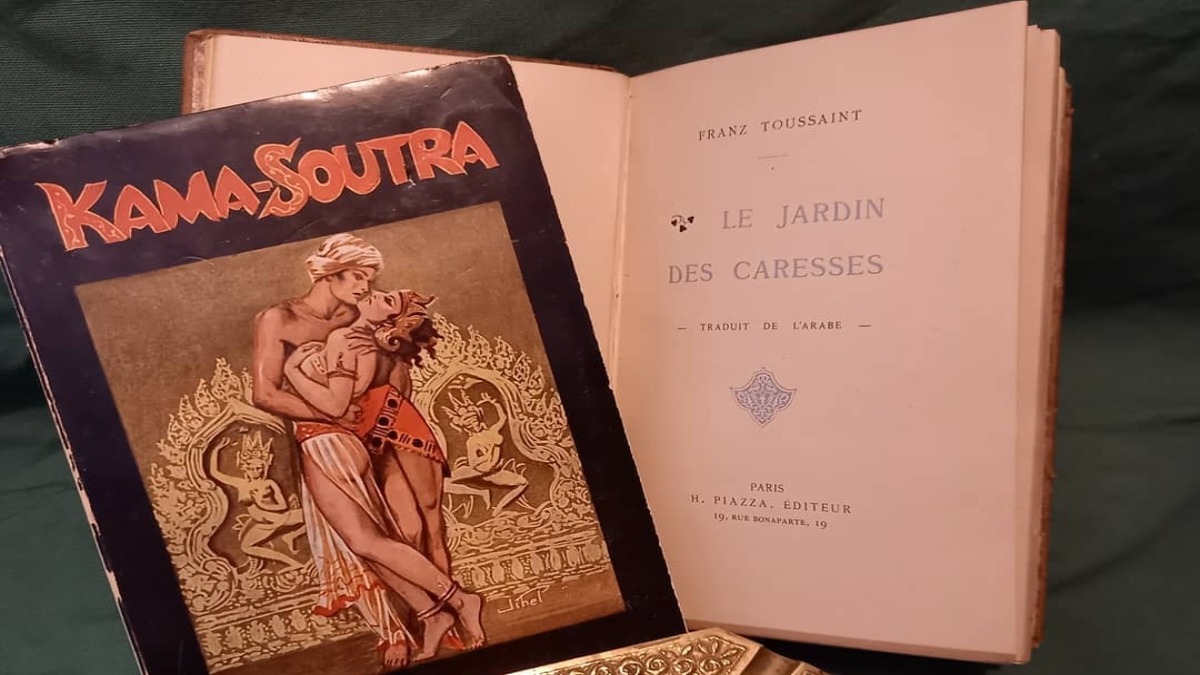 KAMA-SOUTRA
Jihel
FRANZ TOUSSAINT
LE JARDIN
DES CARESSES
— TRADUIT DE L'ARABE —
PARIS
H. PIAZZA, ÉDITEUR
19, RUE BONAPARTE, 19